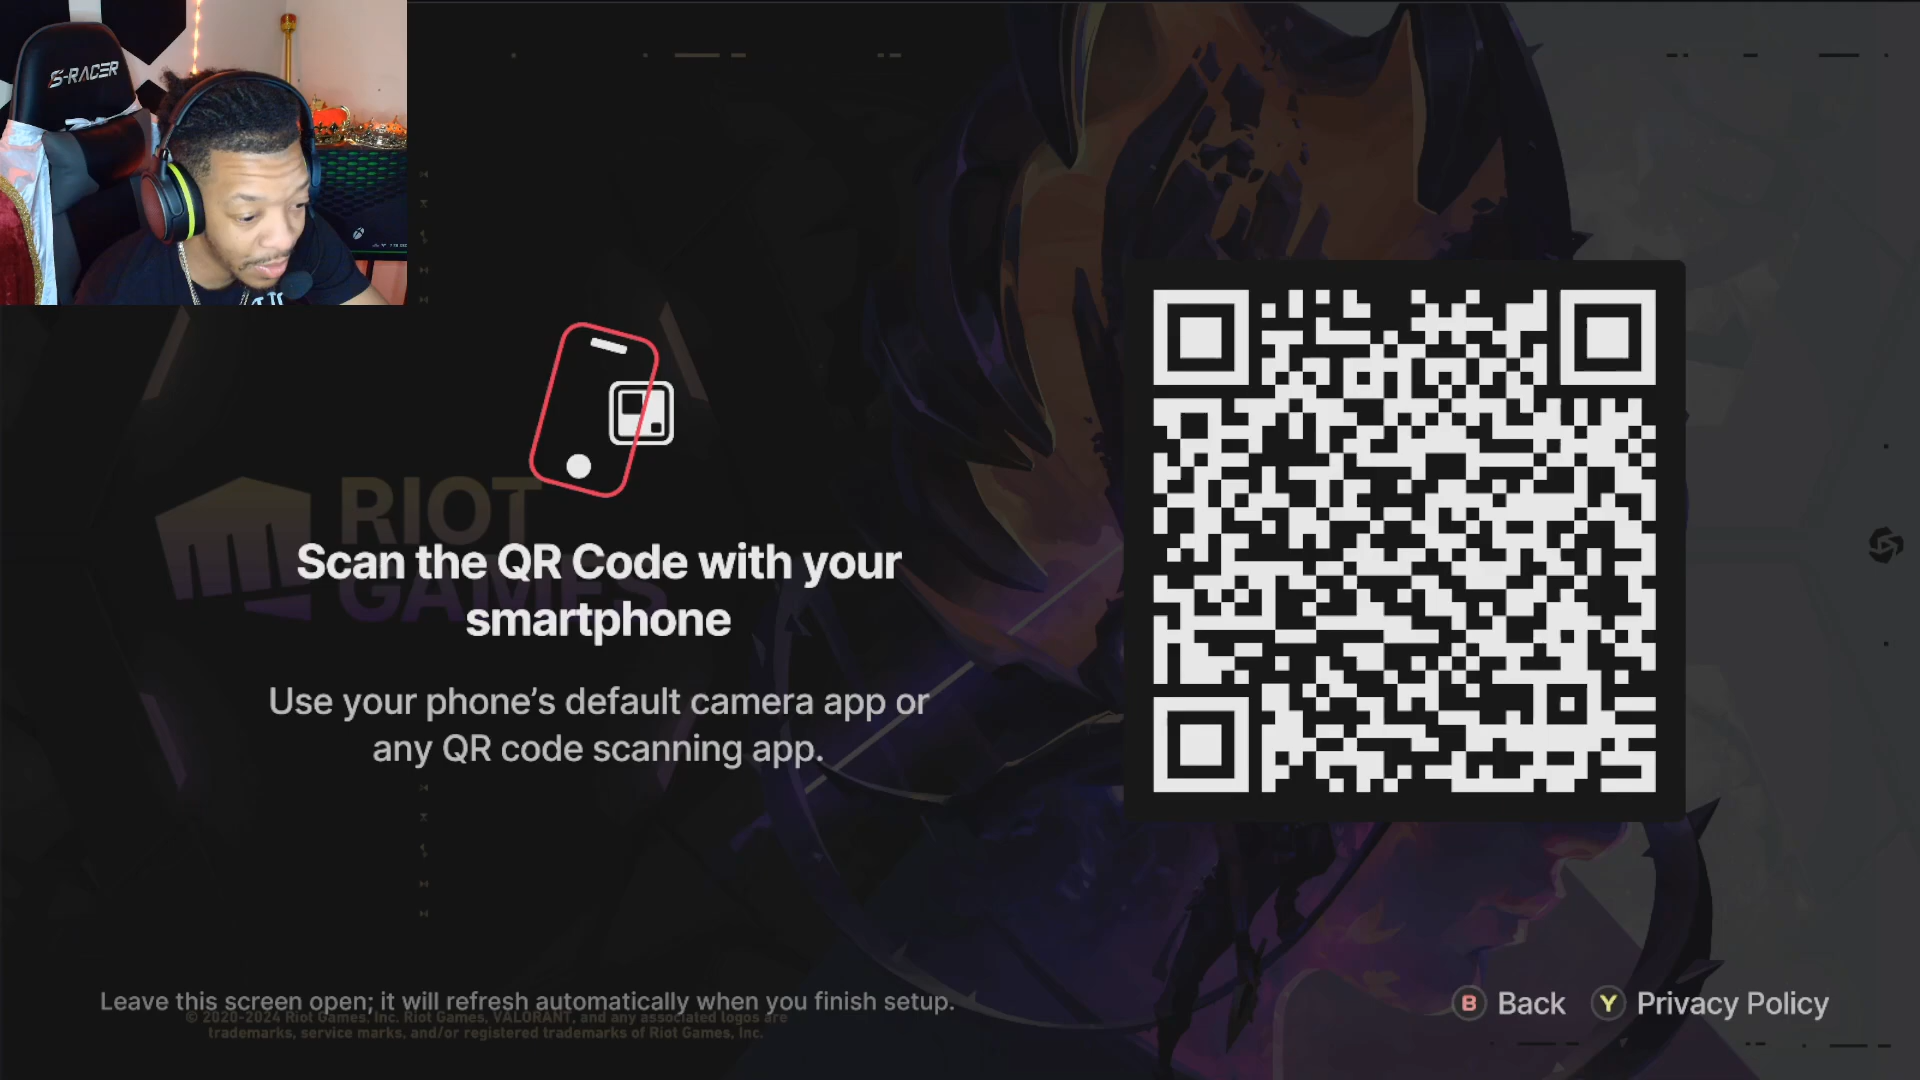 S-RACER
RIOT
GAMES
Scan the QR Code with your
smartphone
Use your phone’s default camera app or
any QR code scanning app.
Leave this screen open; it will refresh automatically when you finish setup.
© 2020-2024 Riot Games, Inc. Riot Games, VALORANT, and any associated logos are
trademarks, service marks, and/or registered trademarks of Riot Games, Inc.
B Back Y Privacy Policy